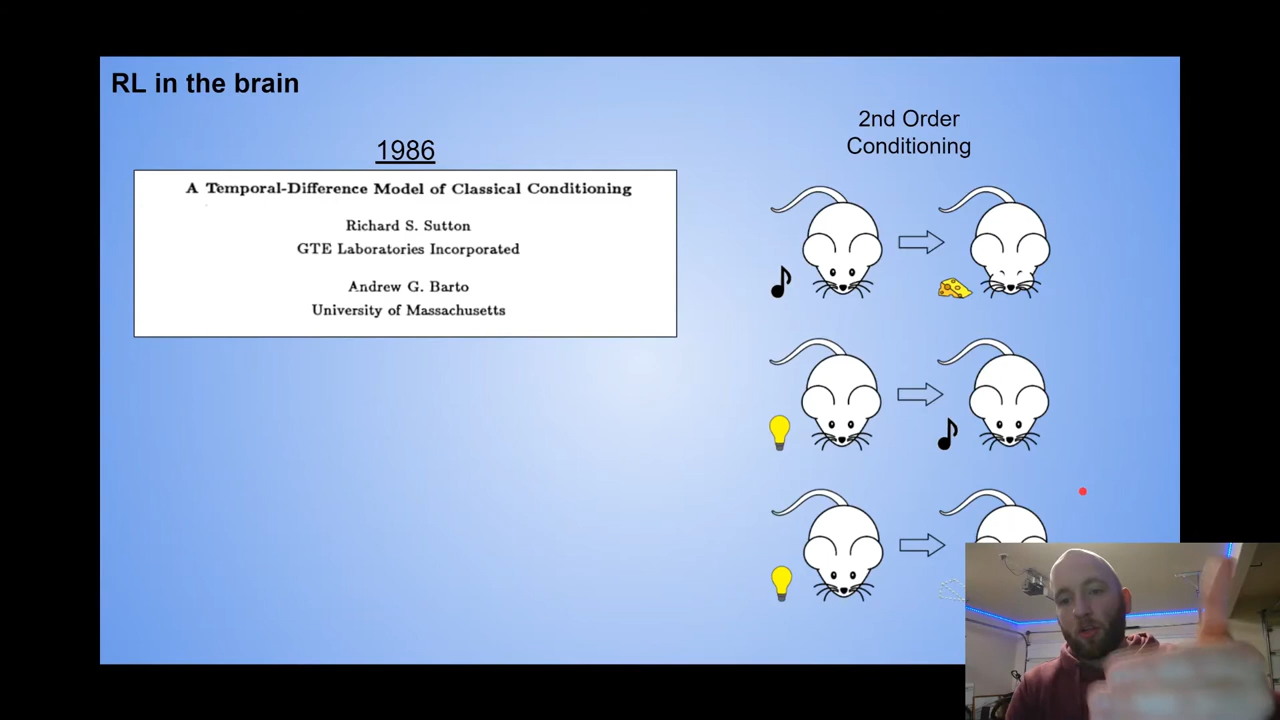 RL in the brain
1986
A Temporal-Difference Model of Classical Conditioning
Richard S. Sutton
GTE Laboratories Incorporated
Andrew G. Barto
University of Massachusetts
2nd Order
Conditioning